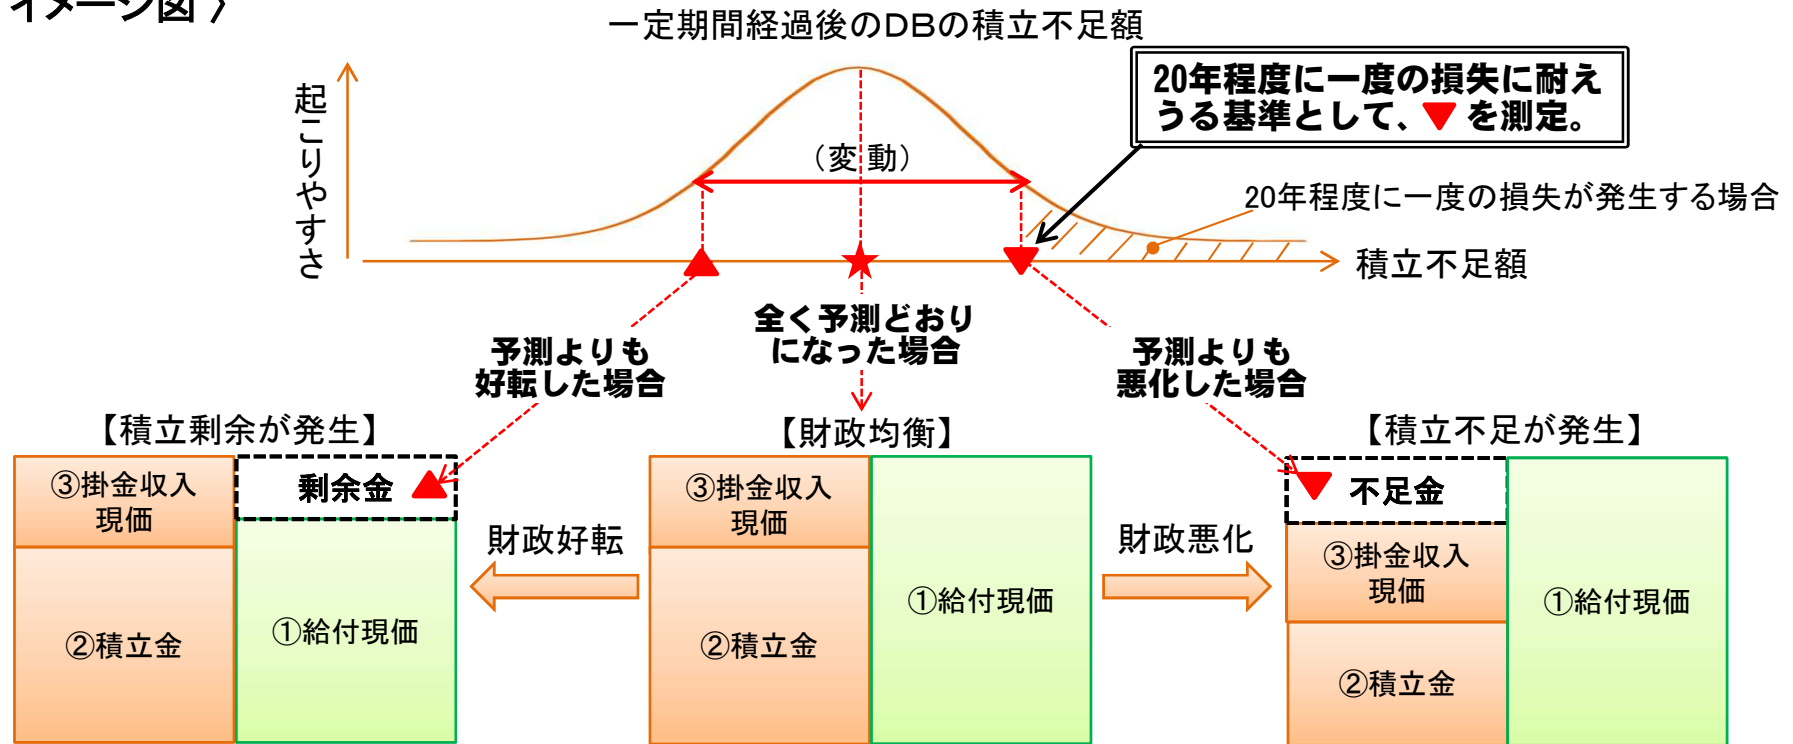 イメージ図 〉
一定期間経過後のDBの積立不足額
起こりやすさ
20年程度に一度の損失に耐え
うる基準として、▼を測定。
(変動)
20年程度に一度の損失が発生する場合
積立不足額
予測よりも
好転した場合
全く予測どおり
になった場合
予測よりも
悪化した場合
【積立剰余が発生】
③掛金収入
現価
剰余金
②積立金
①給付現価
財政好転
【財政均衡】
③掛金収入
現価
②積立金
①給付現価
財政悪化
【積立不足が発生】
不足金
③掛金収入
現価
②積立金
①給付現価